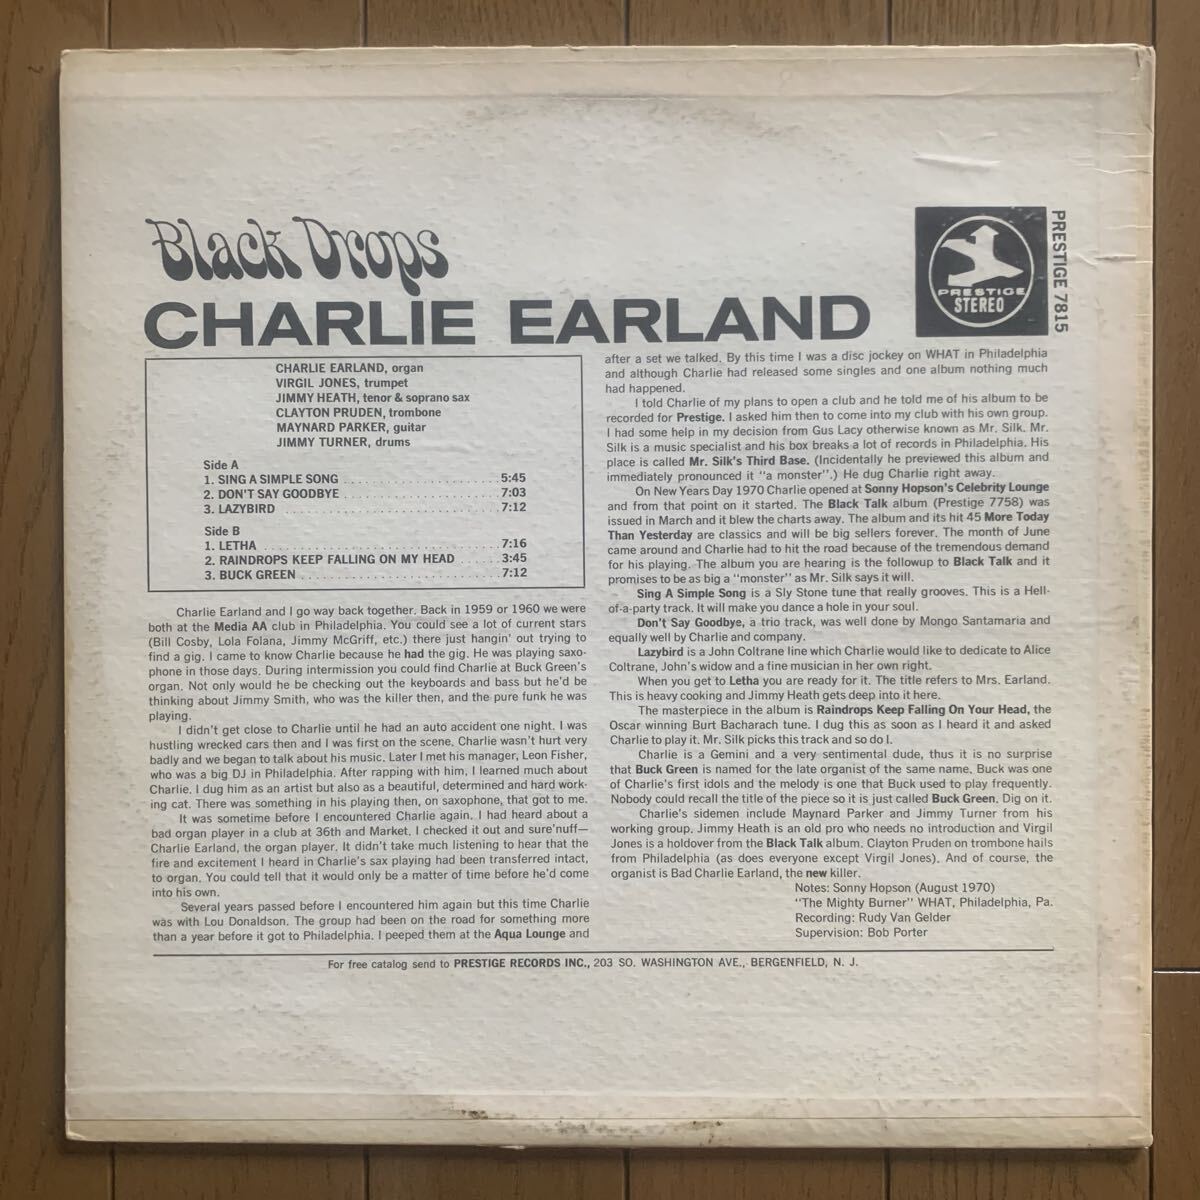 Black Drops
CHARLIE EARLAND
PRESTIGE
STEREO
PRESTIGE 7815
CHARLIE EARLAND, organ
VIRGIL JONES, trumpet
JIMMY HEATH, tenor & soprano sax
CLAYTON PRUDEN, trombone
MAYNARD PARKER, guitar
JIMMY TURNER, drums
Side A
1. SING A SIMPLE SONG . . . . . . . . . . . . . . . . . . . . . . 5:45
2. DON'T SAY GOODBYE . . . . . . . . . . . . . . . . . . . . . . 7:03
3. LAZYBIRD . . . . . . . . . . . . . . . . . . . . . . . . . . . . . . 7:12
Side B
1. LETHA . . . . . . . . . . . . . . . . . . . . . . . . . . . . . . . . . 7:16
2. RAINDROPS KEEP FALLING ON MY HEAD . . . . . . 3:45
3. BUCK GREEN . . . . . . . . . . . . . . . . . . . . . . . . . . . . 7:12
Charlie Earland and I go way back together. Back in 1959 or 1960 we were
both at the Media AA club in Philadelphia. You could see a lot of current stars
(Bill Cosby, Lola Folana, Jimmy McGriff, etc.) there just hangin' out trying to
find a gig. I came to know Charlie because he had the gig. He was playing saxo-
phone in those days. During intermission you could find Charlie at Buck Green's
organ. Not only would he be checking out the keyboards and bass but he'd be
thinking about Jimmy Smith, who was the killer then, and the pure funk he was
playing.
I didn't get close to Charlie until he had an auto accident one night. I was
hustling wrecked cars then and I was first on the scene. Charlie wasn't hurt very
badly and we began to talk about his music. Later I met his manager, Leon Fisher,
who was a big DJ in Philadelphia. After rapping with him, I learned much about
Charlie. I dug him as an artist but also as a beautiful, determined and hard work-
ing cat. There was something in his playing then, on saxophone, that got to me.
It was sometime before I encountered Charlie again. I had heard about a
bad organ player in a club at 36th and Market. I checked it out and sure'nuff—
Charlie Earland, the organ player. It didn't take much listening to hear that the
fire and excitement I heard in Charlie's sax playing had been transferred intact,
to organ. You could tell that it would only be a matter of time before he'd come
into his own.
Several years passed before I encountered him again but this time Charlie
was with Lou Donaldson. The group had been on the road for something more
than a year before it got to Philadelphia. I peeped them at the Aqua Lounge and
after a set we talked. By this time I was a disc jockey on WHAT in Philadelphia
and although Charlie had released some singles and one album nothing much
had happened.
I told Charlie of my plans to open a club and he told me of his album to be
recorded for Prestige. I asked him then to come into my club with his own group.
I had some help in my decision from Gus Lacy otherwise known as Mr. Silk. Mr.
Silk is a music specialist and his box breaks a lot of records in Philadelphia. His
place is called Mr. Silk's Third Base. (Incidentally he previewed this album and
immediately pronounced it "a monster".) He dug Charlie right away.
On New Years Day 1970 Charlie opened at Sonny Hopson's Celebrity Lounge
and from that point on it started. The Black Talk album (Prestige 7758) was
issued in March and it blew the charts away. The album and its hit 45 More Today
Than Yesterday are classics and will be big sellers forever. The month of June
came around and Charlie had to hit the road because of the tremendous demand
for his playing. The album you are hearing is the followup to Black Talk and it
promises to be as big a "monster" as Mr. Silk says it will.
Sing A Simple Song is a Sly Stone tune that really grooves. This is a Hell-
of-a-party track. It will make you dance a hole in your soul.
Don't Say Goodbye, a trio track, was well done by Mongo Santamaria and
equally well by Charlie and company.
Lazybird is a John Coltrane line which Charlie would like to dedicate to Alice
Coltrane, John's widow and a fine musician in her own right.
When you get to Letha you are ready for it. The title refers to Mrs. Earland.
This is heavy cooking and Jimmy Heath gets deep into it here.
The masterpiece in the album is Raindrops Keep Falling On Your Head, the
Oscar winning Burt Bacharach tune. I dug this as soon as I heard it and asked
Charlie to play it. Mr. Silk picks this track and so do I.
Charlie is a Gemini and a very sentimental dude, thus it is no surprise
that Buck Green is named for the late organist of the same name. Buck was one
of Charlie's first idols and the melody is one that Buck used to play frequently.
Nobody could recall the title of the piece so it is just called Buck Green. Dig on it.
Charlie's sidemen include Maynard Parker and Jimmy Turner from his
working group. Jimmy Heath is an old pro who needs no introduction and Virgil
Jones is a holdover from the Black Talk album. Clayton Pruden on trombone hails
from Philadelphia (as does everyone except Virgil Jones). And of course, the
organist is Bad Charlie Earland, the new killer.
Notes: Sonny Hopson (August 1970)
"The Mighty Burner" WHAT, Philadelphia, Pa.
Recording: Rudy Van Gelder
Supervision: Bob Porter
For free catalog send to PRESTIGE RECORDS INC., 203 SO. WASHINGTON AVE., BERGENFIELD, N. J.